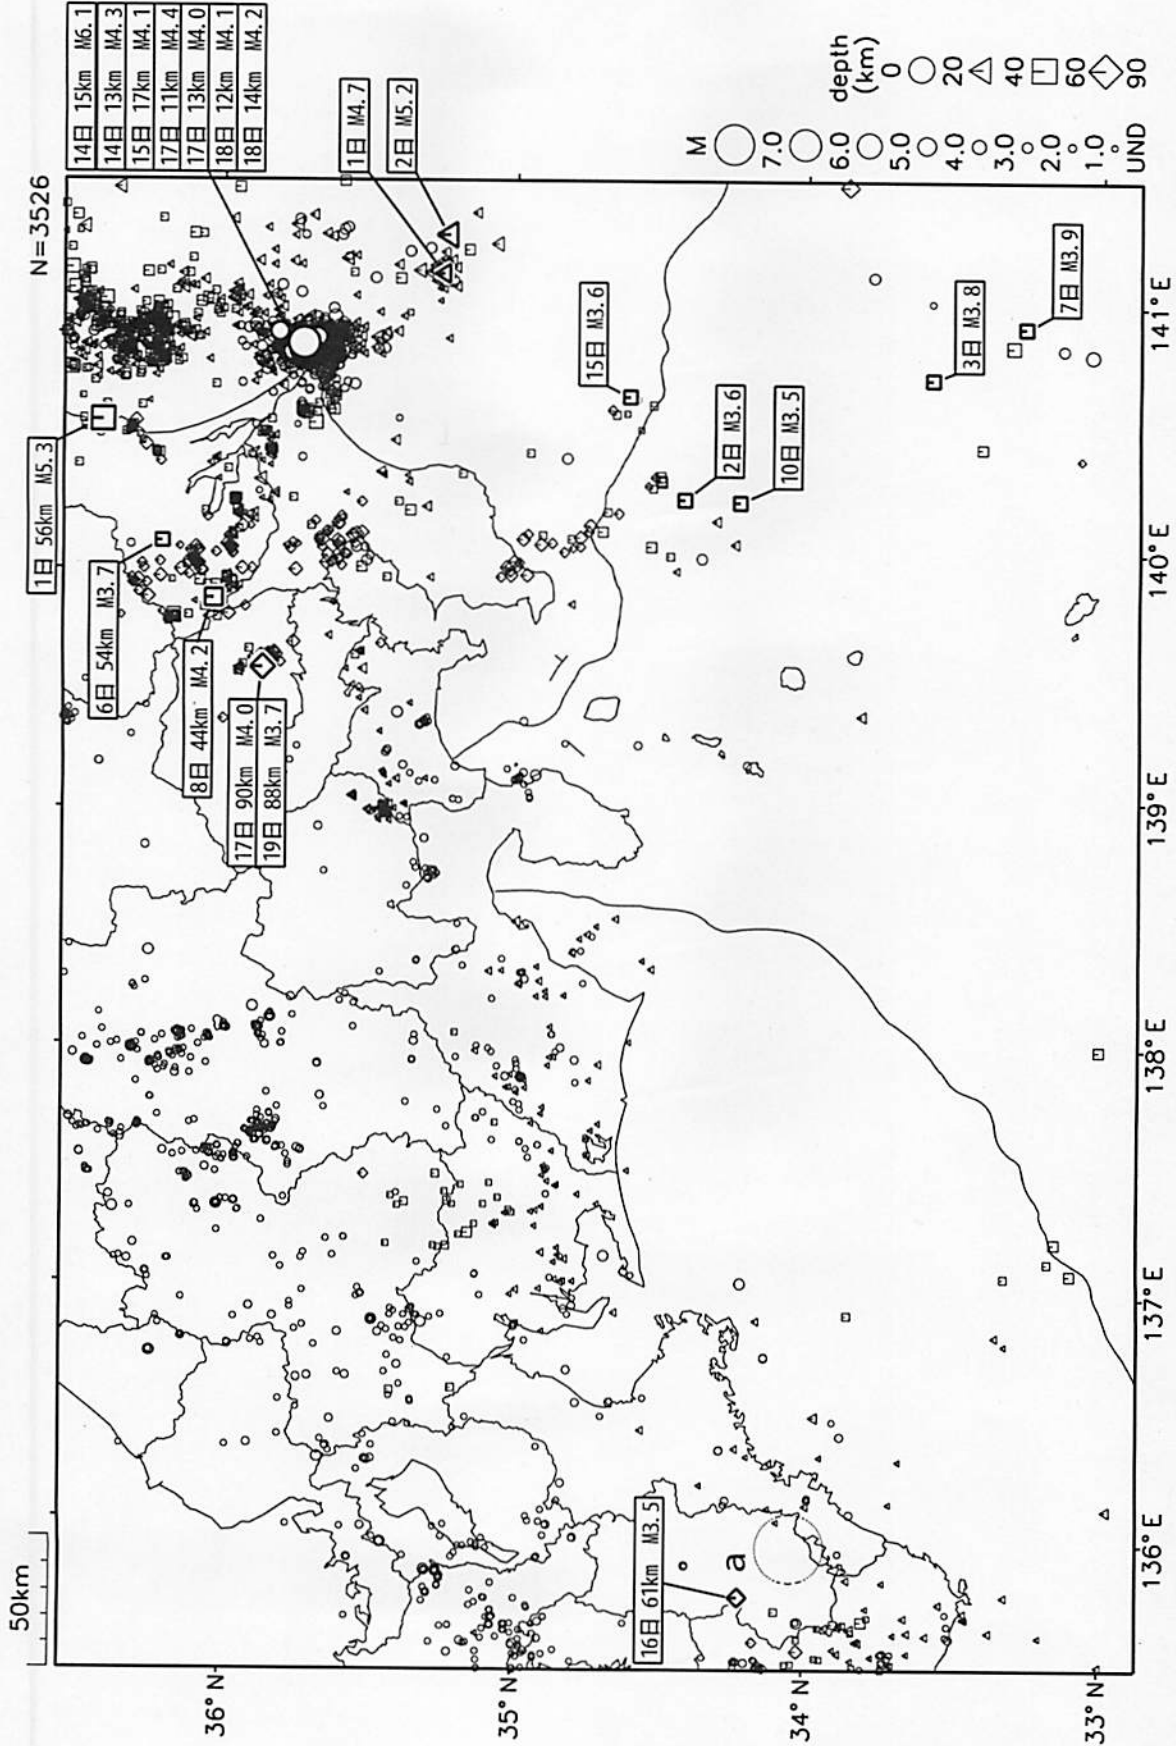 50km
N=3526
14日 15km M6.1
14日 13km M4.3
15日 17km M4.1
17日 11km M4.4
17日 13km M4.0
18日 12km M4.1
18日 14km M4.2
1日 M4.7
2日 M5.2
1日 56km M5.3
6日 54km M3.7
8日 44km M4.2
17日 90km M4.0
19日 88km M3.7
15日 M3.6
2日 M3.6
10日 M3.5
3日 M3.8
7日 M3.9
16日 61km M3.5
a
36°N
35°N
34°N
33°N
136°E
137°E
138°E
139°E
140°E
141°E
M
7.0
6.0
5.0
4.0
3.0
2.0
1.0
UND
depth
(km)
0
20
40
60
90